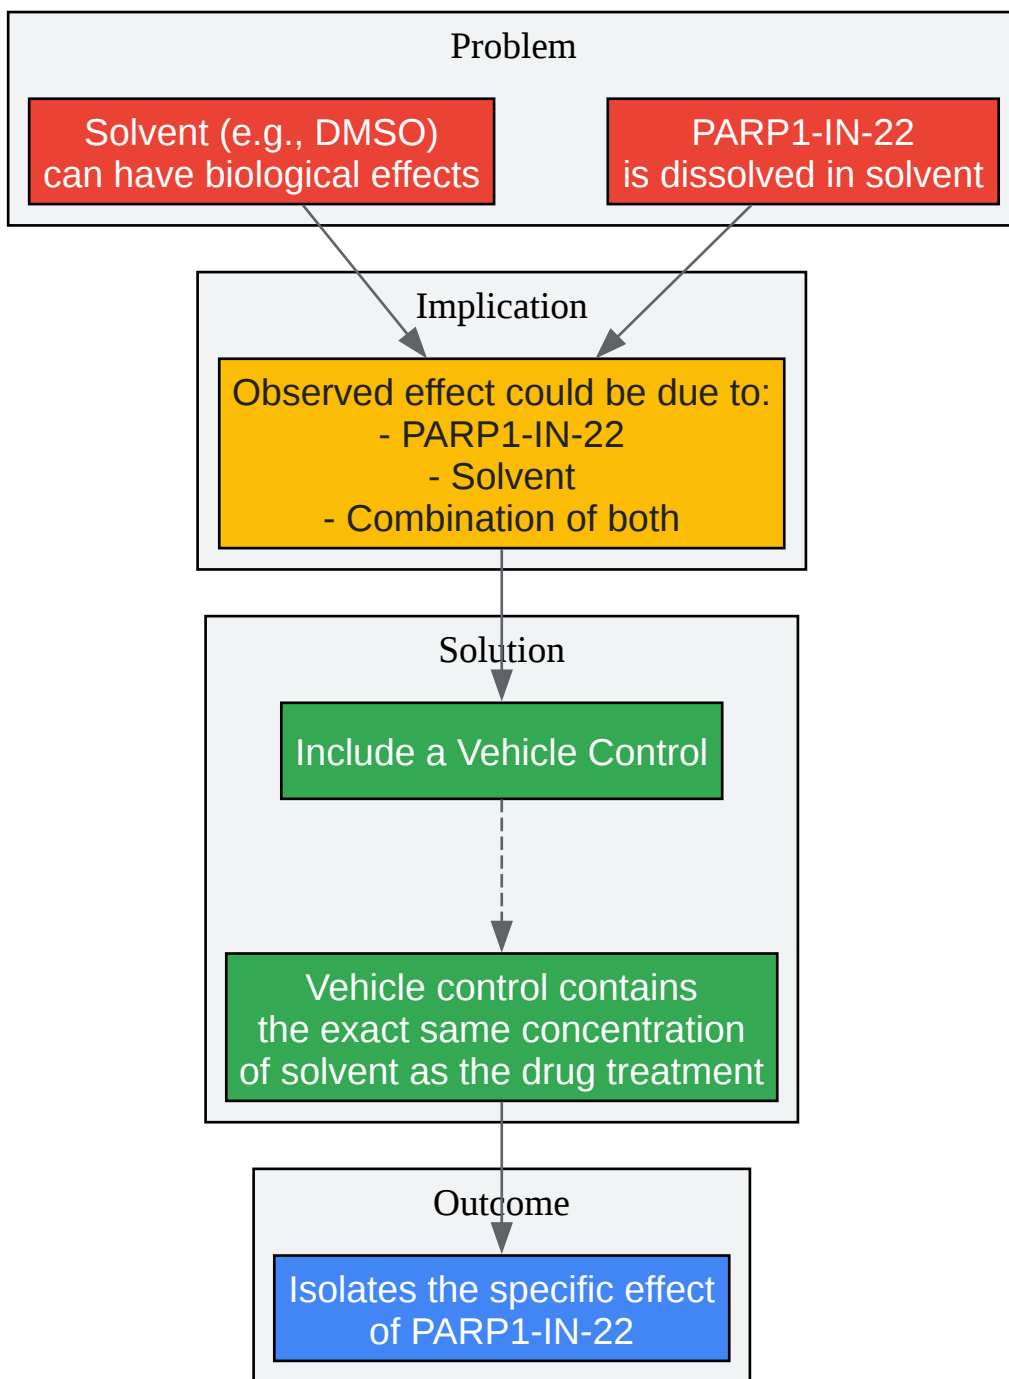 Problem
Solvent (e.g., DMSO)
can have biological effects
PARP1-IN-22
is dissolved in solvent
Implication
Observed effect could be due to:
- PARP1-IN-22
- Solvent
- Combination of both
Solution
Include a Vehicle Control
Vehicle control contains
the exact same concentration
of solvent as the drug treatment
Outcome
Isolates the specific effect
of PARP1-IN-22